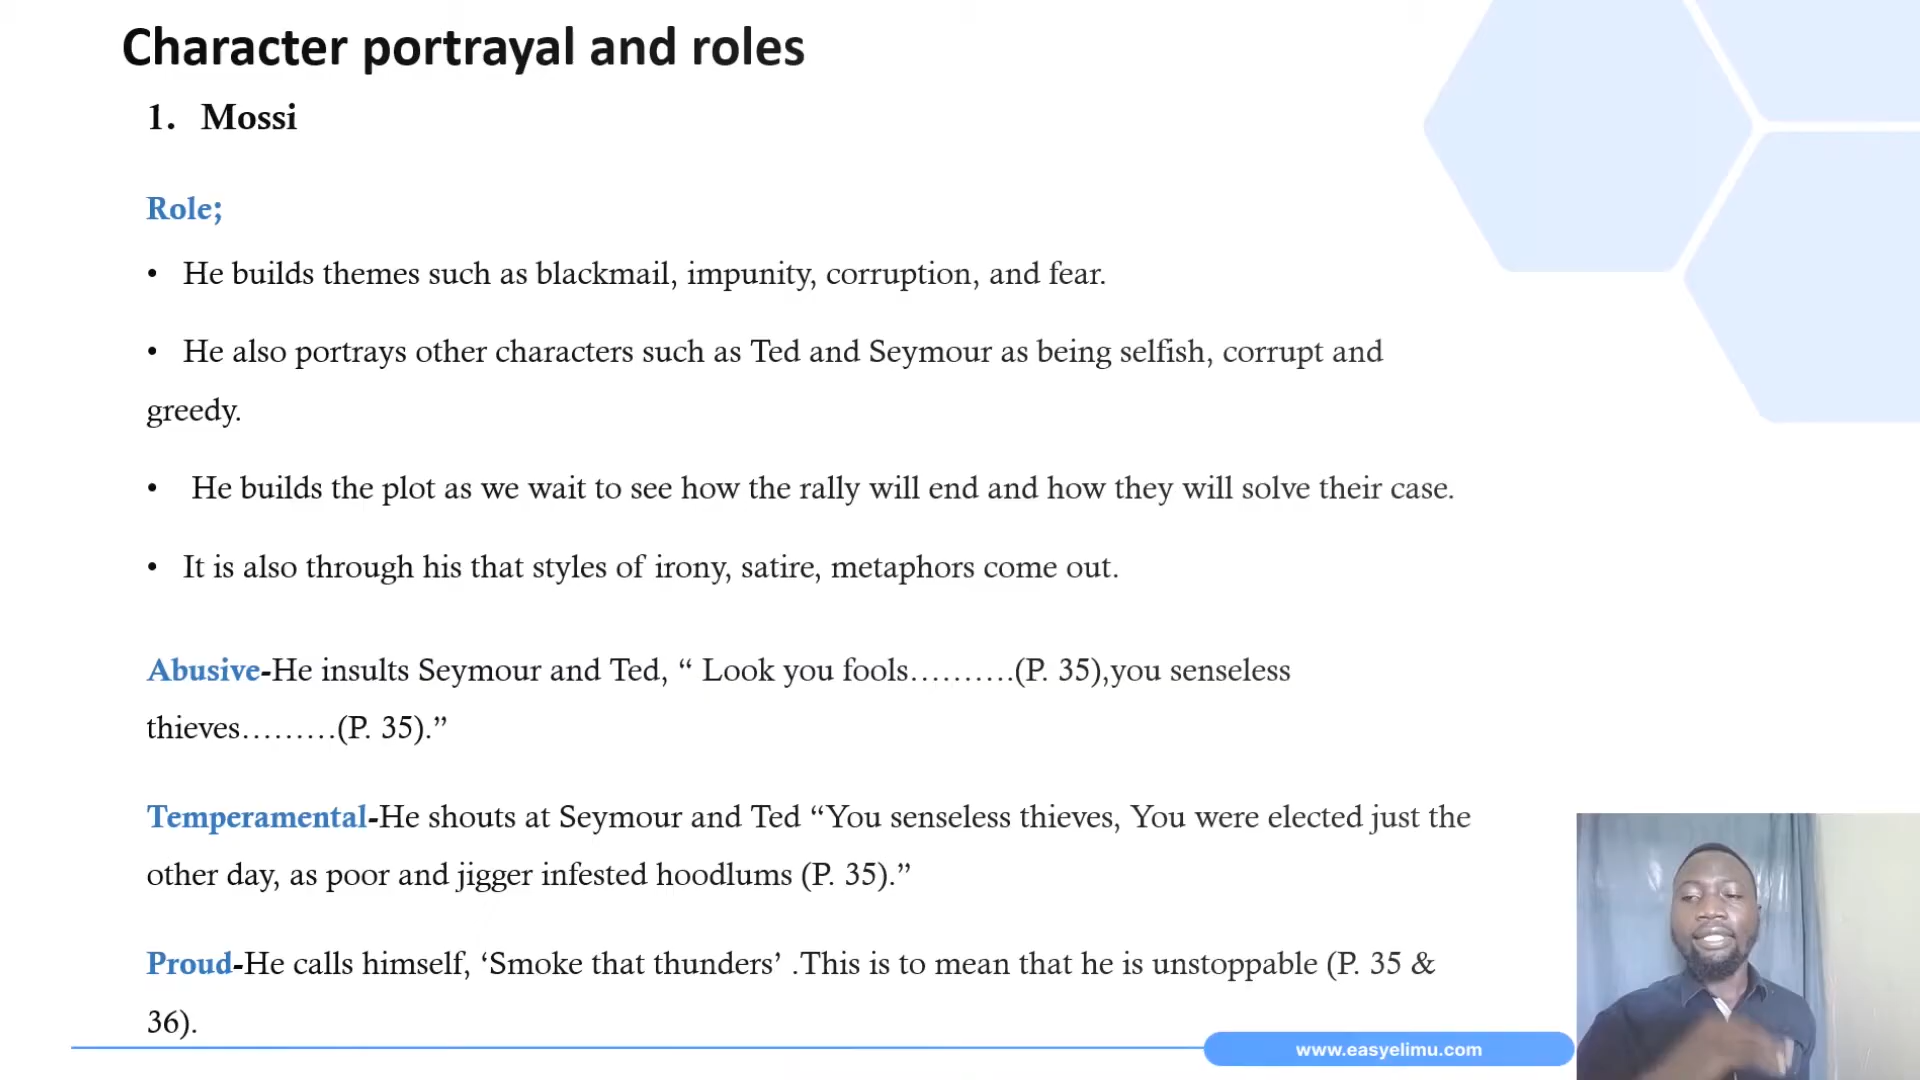 Character portrayal and roles
1. Mossi
Role;
• He builds themes such as blackmail, impunity, corruption, and fear.
• He also portrays other characters such as Ted and Seymour as being selfish, corrupt and
greedy.
• He builds the plot as we wait to see how the rally will end and how they will solve their case.
• It is also through his that styles of irony, satire, metaphors come out.
Abusive-He insults Seymour and Ted, “ Look you fools……….(P. 35),you senseless
thieves………(P. 35).”
Temperamental-He shouts at Seymour and Ted “You senseless thieves, You were elected just the
other day, as poor and jigger infested hoodlums (P. 35).”
Proud-He calls himself, ‘Smoke that thunders’ .This is to mean that he is unstoppable (P. 35 &
36).
www.easyelimu.com